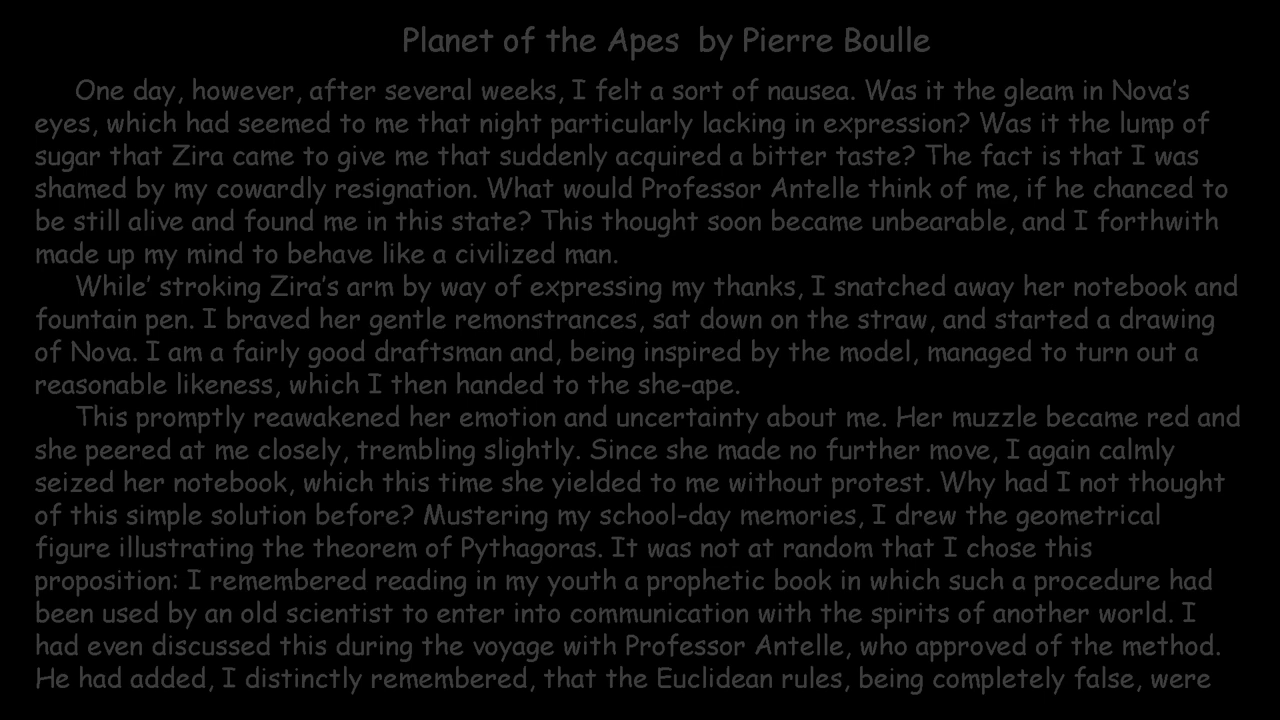 Planet of the Apes by Pierre Boulle
One day, however, after several weeks, I felt a sort of nausea. Was it the gleam in Nova’s
eyes, which had seemed to me that night particularly lacking in expression? Was it the lump of
sugar that Zira came to give me that suddenly acquired a bitter taste? The fact is that I was
shamed by my cowardly resignation. What would Professor Antelle think of me, if he chanced to
be still alive and found me in this state? This thought soon became unbearable, and I forthwith
made up my mind to behave like a civilized man.
While’ stroking Zira’s arm by way of expressing my thanks, I snatched away her notebook and
fountain pen. I braved her gentle remonstrances, sat down on the straw, and started a drawing
of Nova. I am a fairly good draftsman and, being inspired by the model, managed to turn out a
reasonable likeness, which I then handed to the she-ape.
This promptly reawakened her emotion and uncertainty about me. Her muzzle became red and
she peered at me closely, trembling slightly. Since she made no further move, I again calmly
seized her notebook, which this time she yielded to me without protest. Why had I not thought
of this simple solution before? Mustering my school-day memories, I drew the geometrical
figure illustrating the theorem of Pythagoras. It was not at random that I chose this
proposition: I remembered reading in my youth a prophetic book in which such a procedure had
been used by an old scientist to enter into communication with the spirits of another world. I
had even discussed this during the voyage with Professor Antelle, who approved of the method.
He had added, I distinctly remembered, that the Euclidean rules, being completely false, were